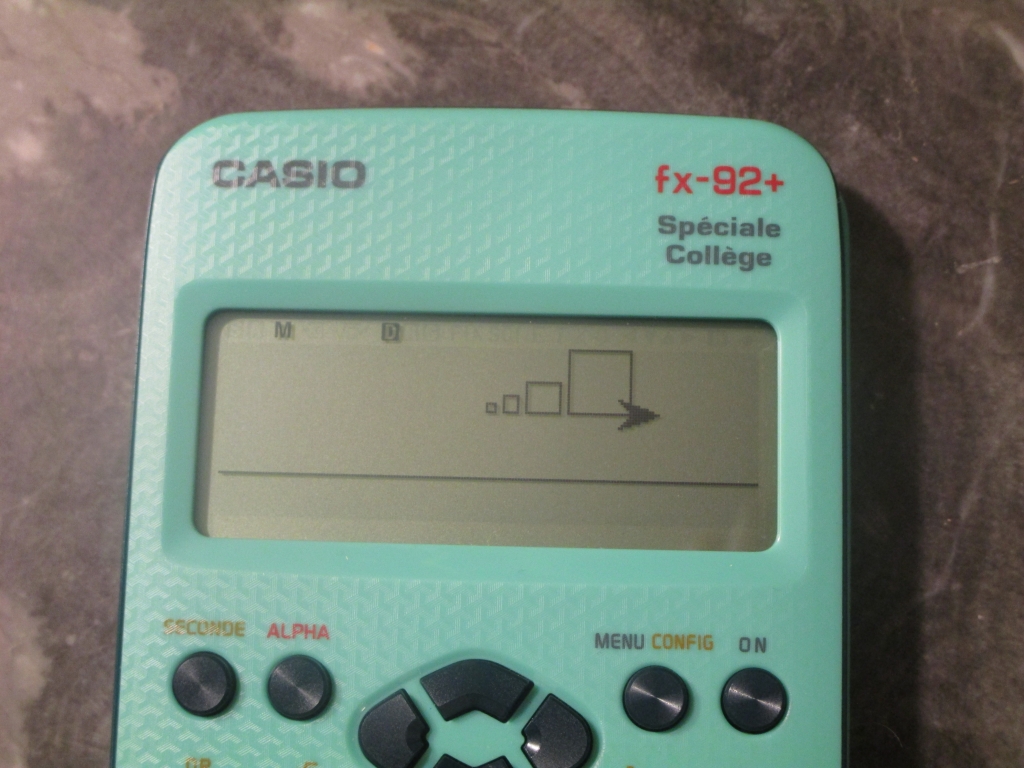 CASIO
fx-92+
Spéciale
Collège
M D
SECONDE ALPHA
MENU CONFIG ON